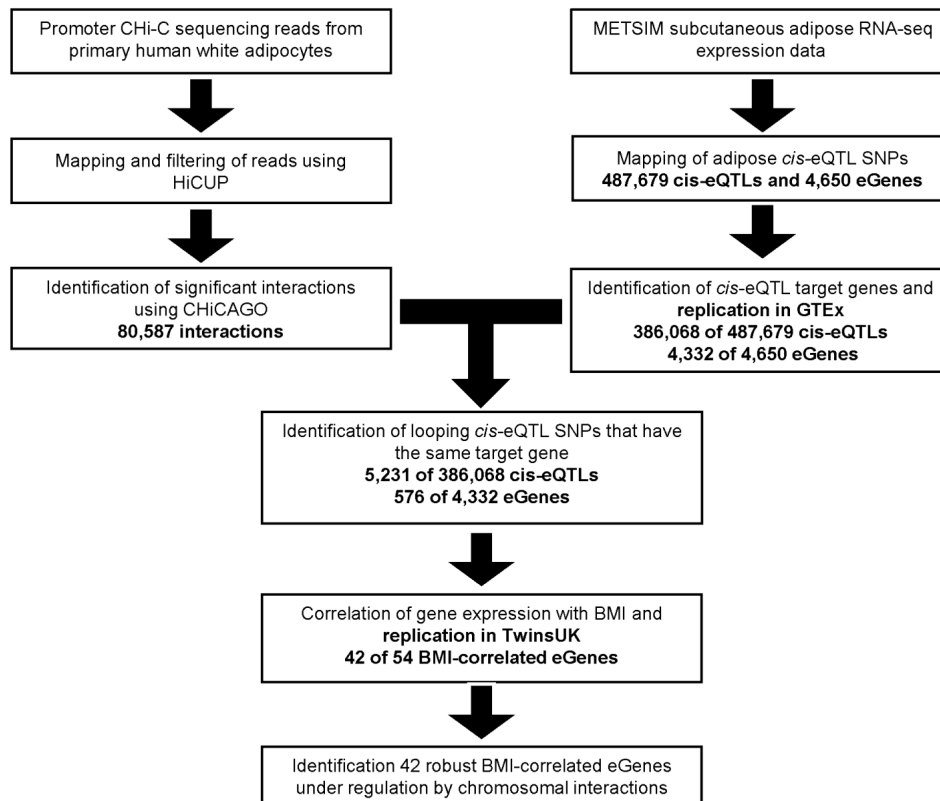 Promoter CHi-C sequencing reads from
primary human white adipocytes
METSIM subcutaneous adipose RNA-seq
expression data
Mapping and filtering of reads using
HiCUP
Mapping of adipose cis-eQTL SNPs
487,679 cis-eQTLs and 4,650 eGenes
Identification of significant interactions
using CHiCAGO
80,587 interactions
Identification of cis-eQTL target genes and
replication in GTEx
386,068 of 487,679 cis-eQTLs
4,332 of 4,650 eGenes
Identification of looping cis-eQTL SNPs that have
the same target gene
5,231 of 386,068 cis-eQTLs
576 of 4,332 eGenes
Correlation of gene expression with BMI and
replication in TwinsUK
42 of 54 BMI-correlated eGenes
Identification 42 robust BMI-correlated eGenes
under regulation by chromosomal interactions